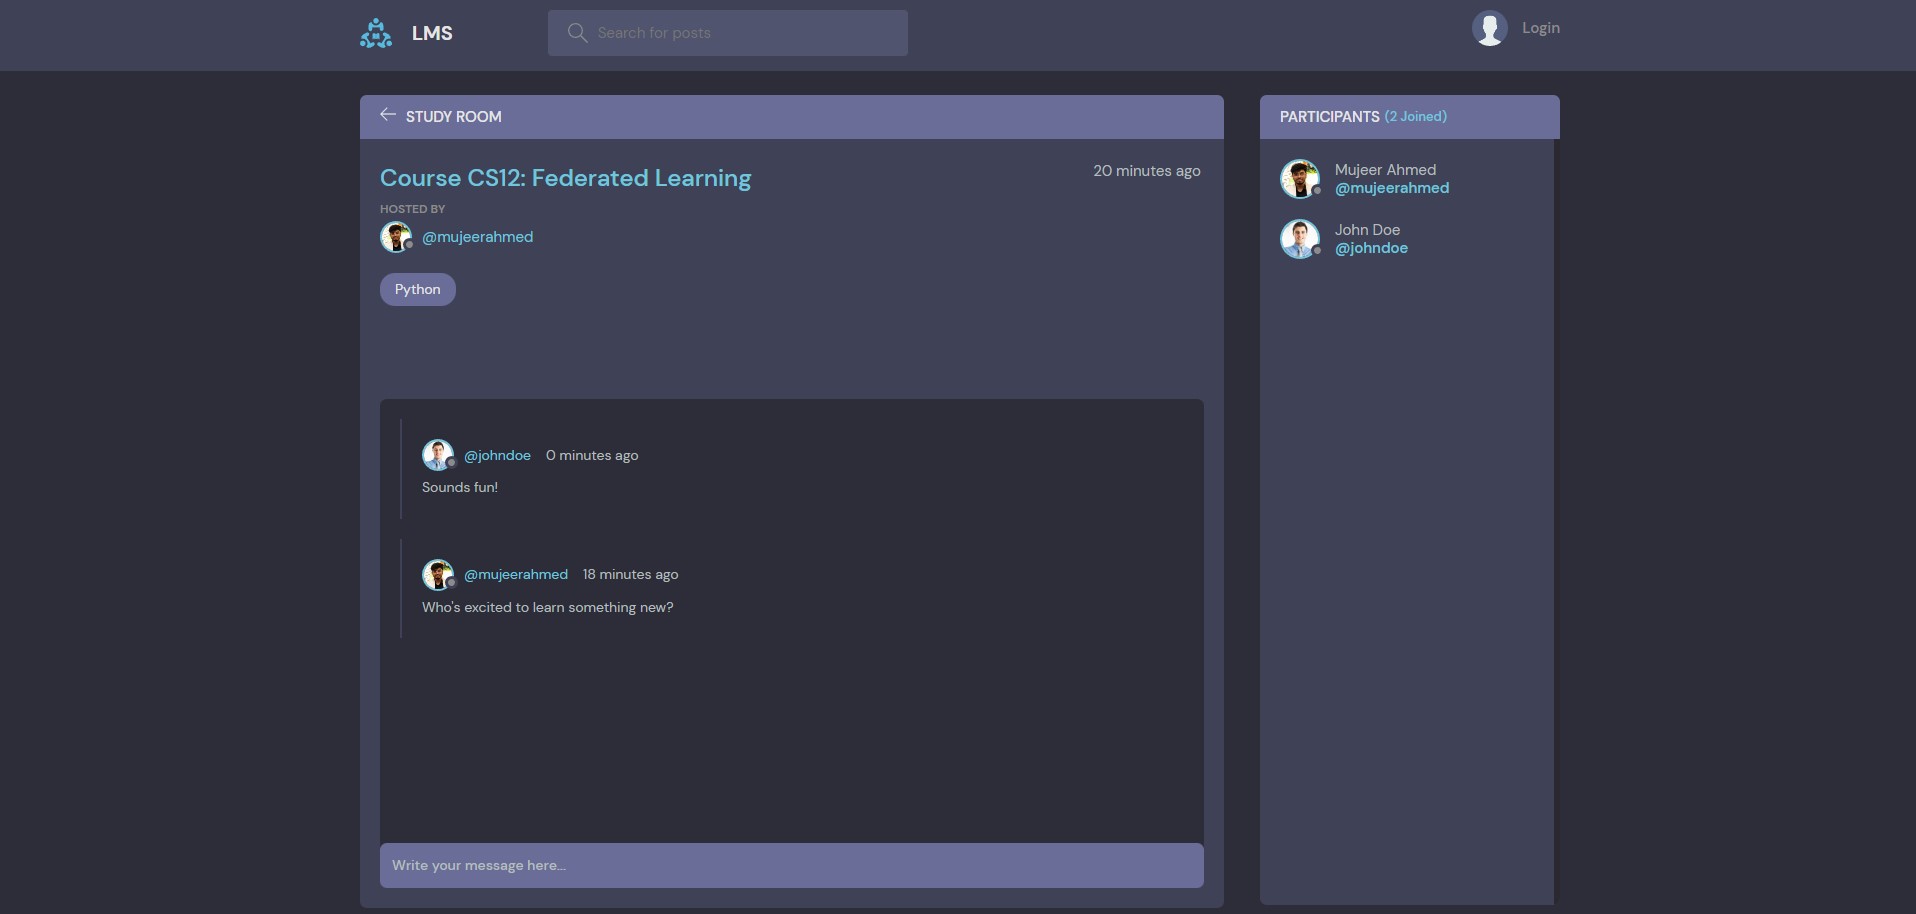 LMS
Search for posts
Login
STUDY ROOM
Course CS12: Federated Learning
20 minutes ago
HOSTED BY
@mujeerahmed
Python
@johndoe 0 minutes ago
Sounds fun!
@mujeerahmed 18 minutes ago
Who's excited to learn something new?
Write your message here...
PARTICIPANTS (2 Joined)
Mujeer Ahmed
@mujeerahmed
John Doe
@johndoe